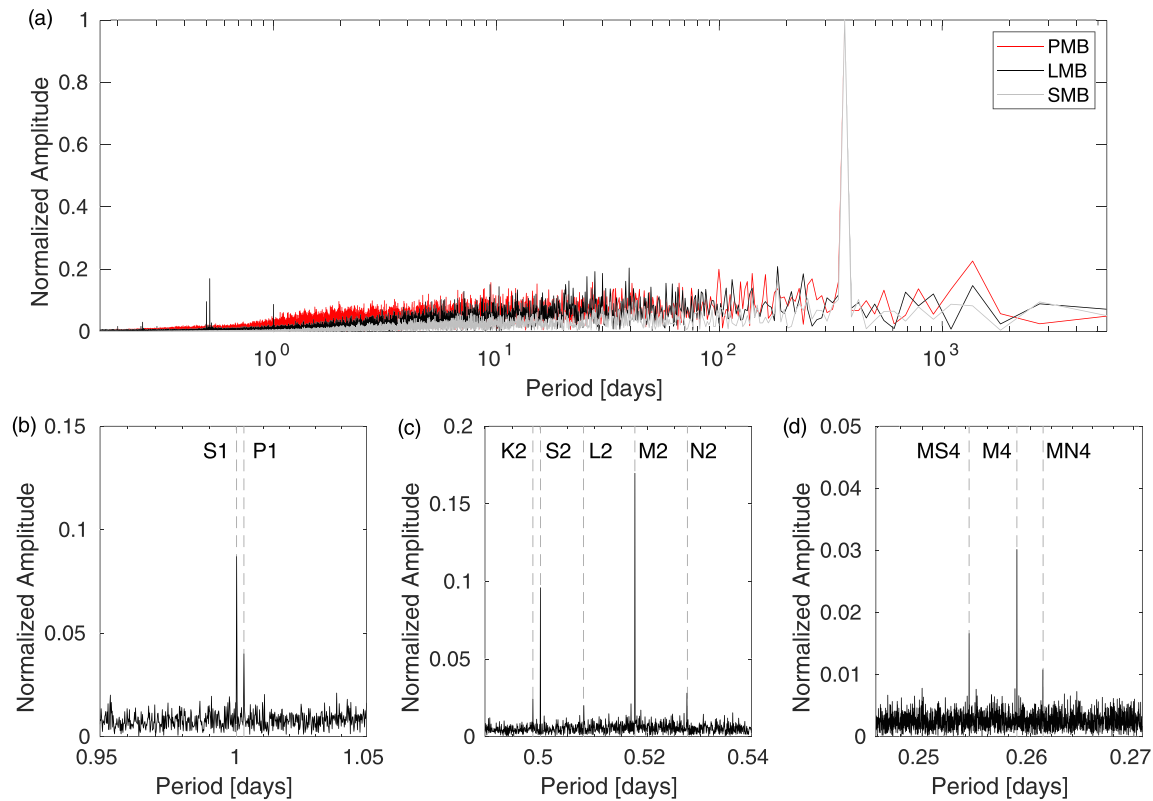 (a)
1
0.8
0.6
0.4
0.2
0
Normalized Amplitude
PMB
LMB
SMB
10^0
10^1
10^2
10^3
Period [days]
(b)
0.15
0.1
0.05
0
Normalized Amplitude
S1 P1
0.95 1 1.05
Period [days]
(c)
0.2
0.15
0.1
0.05
0
Normalized Amplitude
K2 S2 L2 M2 N2
0.5 0.52 0.54
Period [days]
(d)
0.05
0.04
0.03
0.02
0.01
0
Normalized Amplitude
MS4 M4 MN4
0.25 0.26 0.27
Period [days]